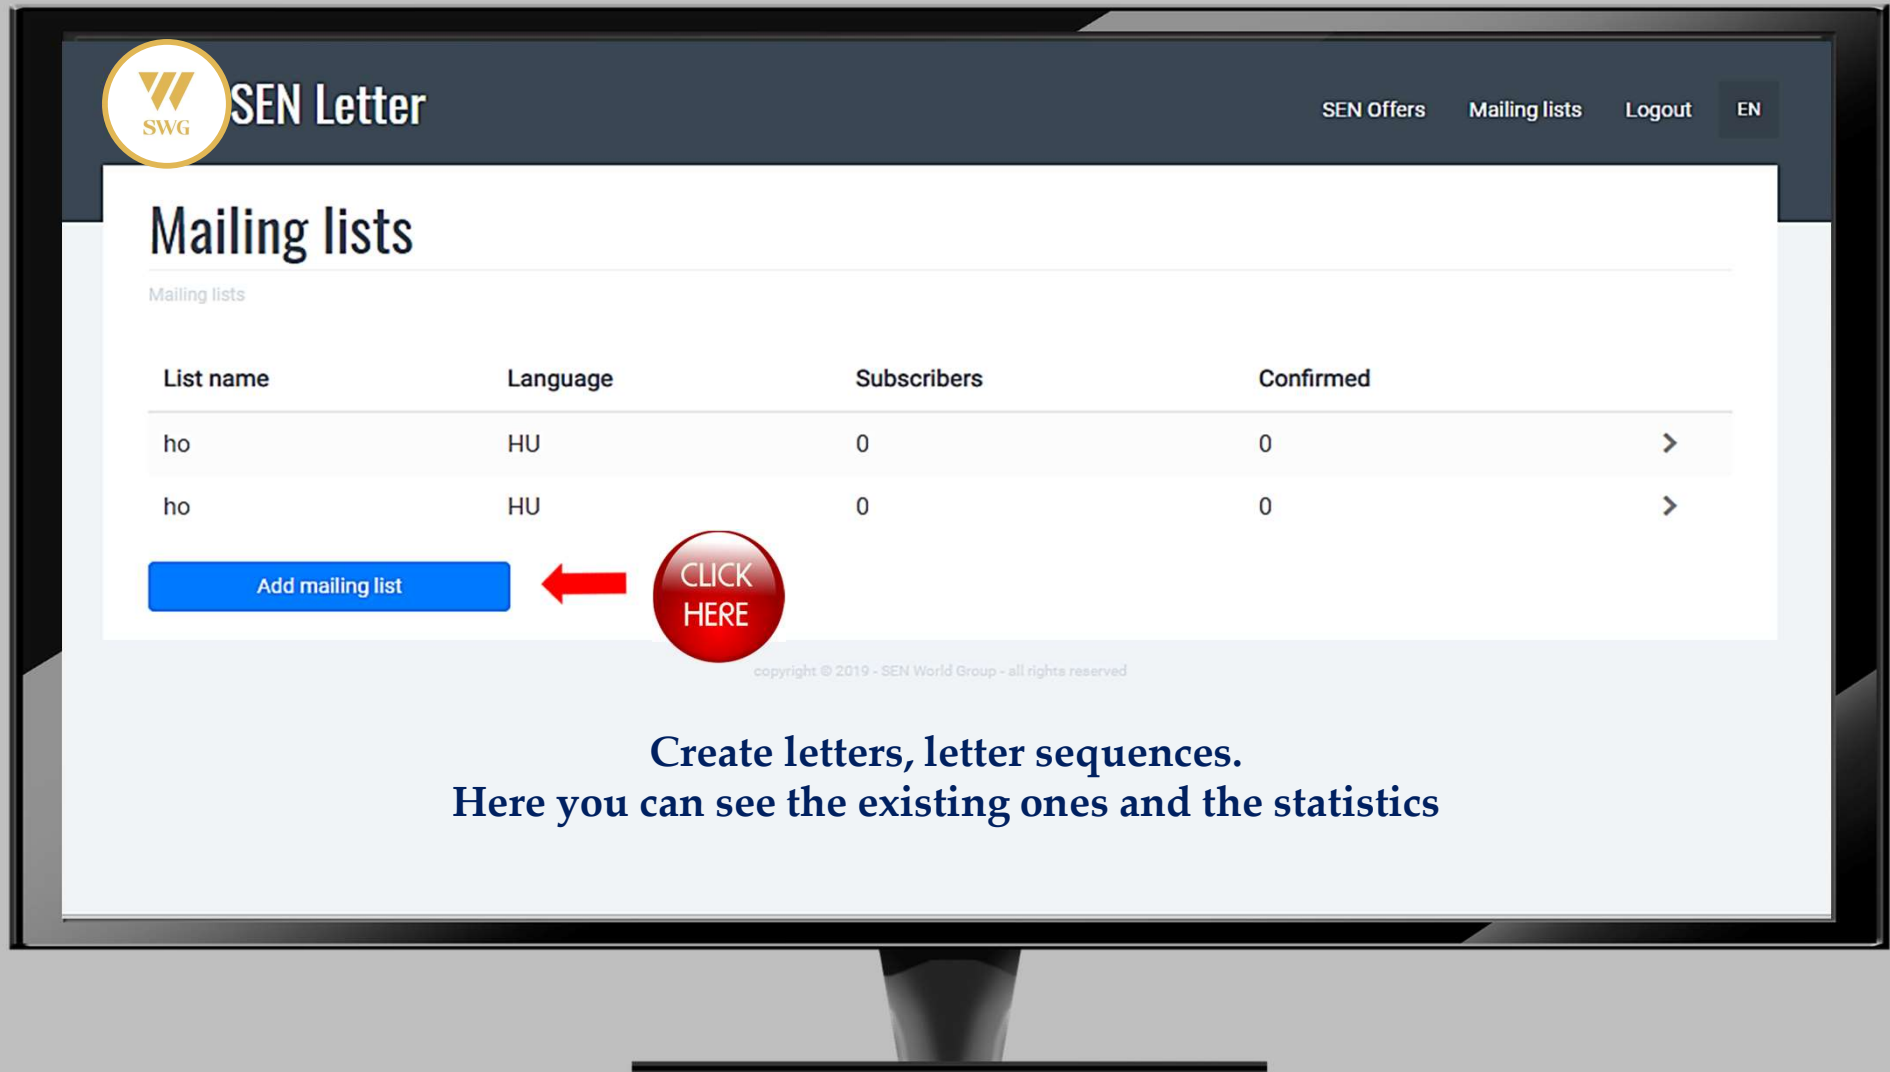 SWG
SEN Letter
SEN Offers Mailing lists Logout EN
Mailing lists
Mailing lists
List name Language Subscribers Confirmed
ho HU 0 0
ho HU 0 0
Add mailing list
CLICK
HERE
copyright © 2019 - SEN World Group - all rights reserved
Create letters, letter sequences.
Here you can see the existing ones and the statistics